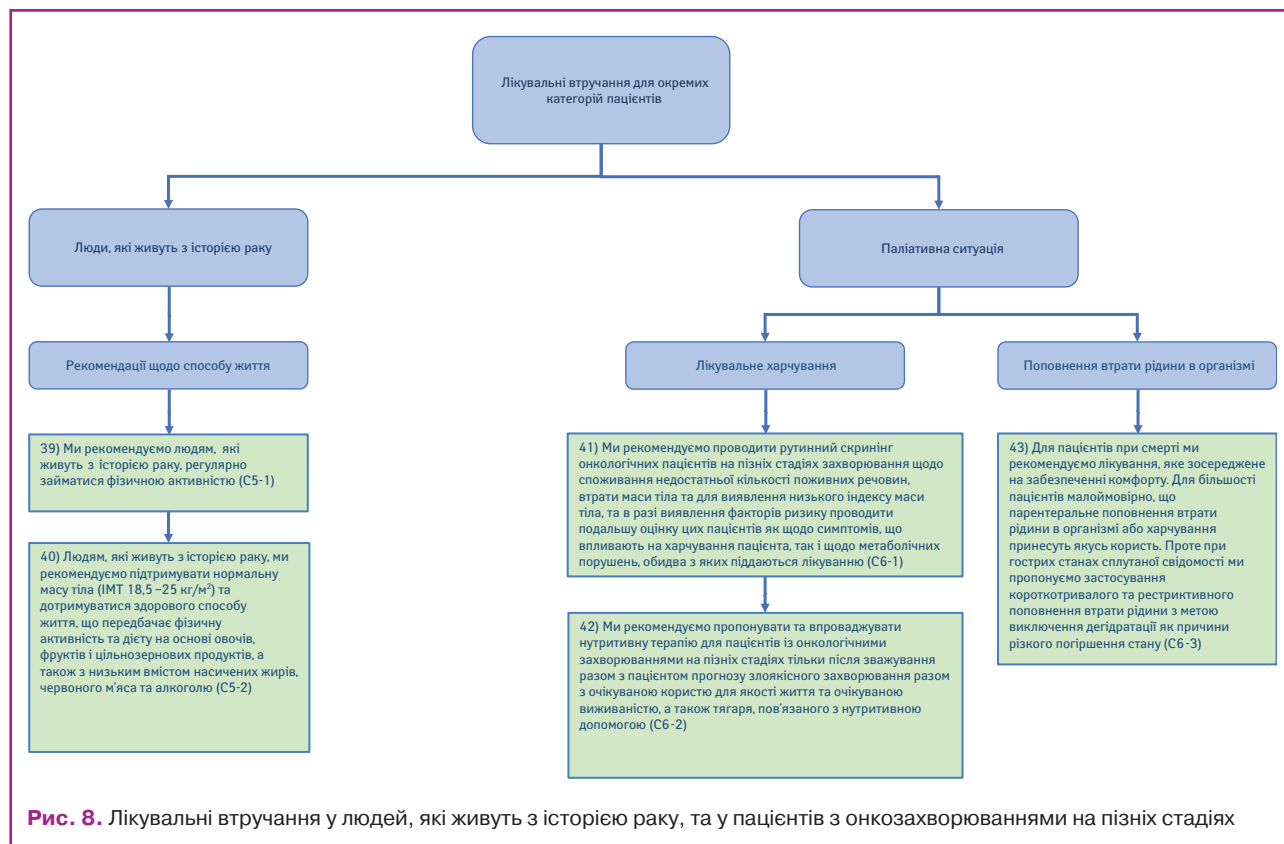 Лікувальні втручання для окремих
категорій пацієнтів
Люди, які живуть з історією раку
Паліативна ситуація
Рекомендації щодо способу життя
Лікувальне харчування
Поповнення втрати рідини в організмі
39) Ми рекомендуємо людям, які
живуть з історією раку, регулярно
займатися фізичною активністю (C5-1)
40) Людям, які живуть з історією раку, ми
рекомендуємо підтримувати нормальну
масу тіла (ІМТ 18,5–25 кг/м²) та
дотримуватися здорового способу
життя, що передбачає фізичну
активність та дієту на основі овочів,
фруктів і цільнозернових продуктів, а
також з низьким вмістом насичених жирів,
червоного м'яса та алкоголю (C5-2)
41) Ми рекомендуємо проводити рутинний скринінг
онкологічних пацієнтів на пізніх стадіях захворювання щодо
споживання недостатньої кількості поживних речовин,
втрати маси тіла та для виявлення низького індексу маси
тіла, та в разі виявлення факторів ризику проводити
подальшу оцінку цих пацієнтів як щодо симптомів, що
впливають на харчування пацієнта, так і щодо метаболічних
порушень, обидва з яких піддаються лікуванню (C6-1)
42) Ми рекомендуємо пропонувати та впроваджувати
нутритивну терапію для пацієнтів із онкологічними
захворюваннями на пізніх стадіях тільки після зважування
разом з пацієнтом прогнозу злоякісного захворювання разом
з очікуваною користю для якості життя та очікуваною
виживаністю, а також тягаря, пов'язаного з нутритивною
допомогою (C6-2)
43) Для пацієнтів при смерті ми
рекомендуємо лікування, яке зосереджене
на забезпеченні комфорту. Для більшості
пацієнтів малоймовірно, що
парентеральне поповнення втрати
рідини в організмі або харчування
принесуть якусь користь. Проте при
гострих станах сплутаної свідомості ми
пропонуємо застосування
короткотривалого та рестриктивного
поповнення втрати рідини з метою
виключення дегідратації як причини
різкого погіршення стану (C6-3)
Рис. 8. Лікувальні втручання у людей, які живуть з історією раку, та у пацієнтів з онкозахворюваннями на пізніх стадіях